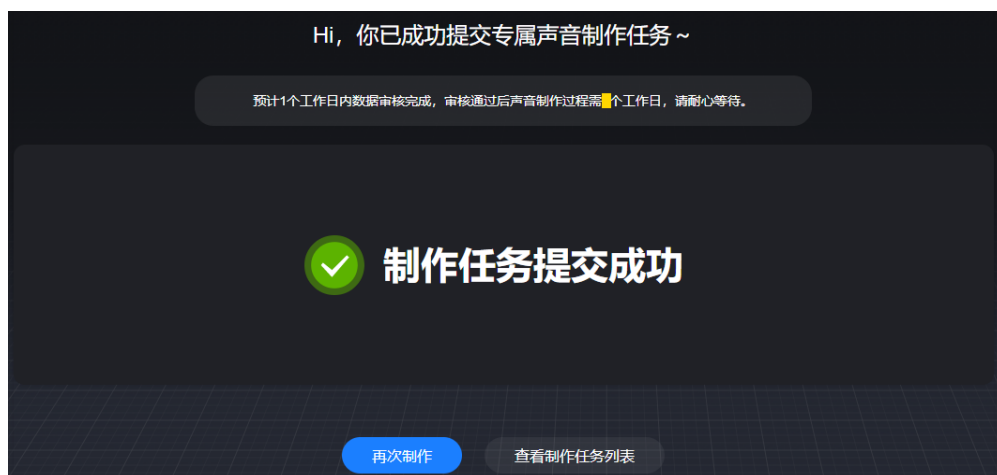 Hi，你已成功提交专属声音制作任务～
预计1个工作日内数据审核完成，审核通过后声音制作过程需个工作日，请耐心等待。
制作任务提交成功
再次制作
查看制作任务列表